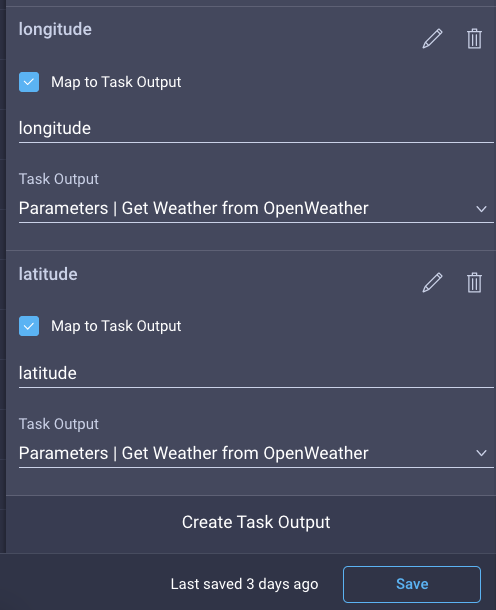 longitude
Map to Task Output
longitude
Task Output
Parameters | Get Weather from OpenWeather
latitude
Map to Task Output
latitude
Task Output
Parameters | Get Weather from OpenWeather
Create Task Output
Last saved 3 days ago
Save